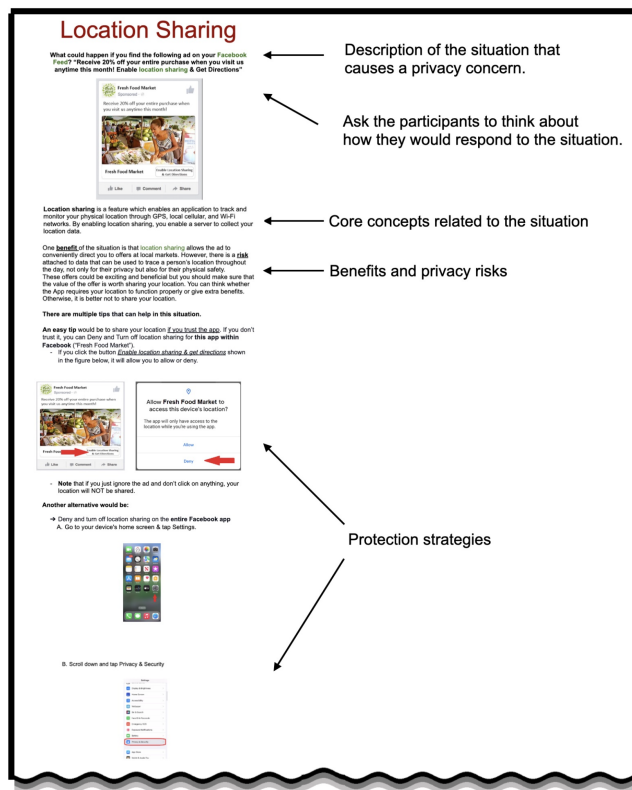 Location Sharing
What could happen if you find the following ad on your Facebook
Feed? “Receive 20% off your entire purchase when you visit us
anytime this month! Enable location sharing & Get Directions”
Description of the situation that
causes a privacy concern.
Fresh Food Market
Sponsored
Receive 20% off your entire purchase when
you visit us anytime this month!
Fresh Food Market
Enable Location Sharing
& Get Directions
Like Comment Share
Ask the participants to think about
how they would respond to the situation.
Location sharing is a feature which enables an application to track and
monitor your physical location through GPS, local cellular, and Wi-Fi
networks. By enabling location sharing, you enable a server to collect your
location data.
Core concepts related to the situation
One benefit of the situation is that location sharing allows the ad to
conveniently direct you to offers at local markets. However, there is a risk
attached to data that can be used to trace a person's location throughout
the day, not only for their privacy but also for their physical safety.
These offers could be exciting and beneficial but you should make sure that
the value of the offer is worth sharing your location. You can think whether
the App requires your location to function properly or give extra benefits.
Otherwise, it is better not to share your location.
Benefits and privacy risks
There are multiple tips that can help in this situation.
An easy tip would be to share your location if you trust the app. If you don't
trust it, you can Deny and Turn off location sharing for this app within
Facebook ("Fresh Food Market").
- If you click the button Enable location sharing & get directions shown
in the figure below, it will allow you to allow or deny.
Fresh Food Market
Sponsored
Receive 20% off your entire purchase when
you visit us anytime this month!
Fresh Foo
Enable Location Sharing
& Get Directions
Like Comment Share
Allow Fresh Food Market to
access this device's location?
The app will only have access to the
location while you're using the app.
Allow
Deny
- Note that if you just ignore the ad and don't click on anything, your
location will NOT be shared.
Another alternative would be:
→ Deny and turn off location sharing on the entire Facebook app
A. Go to your device's home screen & tap Settings.
Protection strategies
B. Scroll down and tap Privacy & Security
Settings
Privacy & Security
App Store